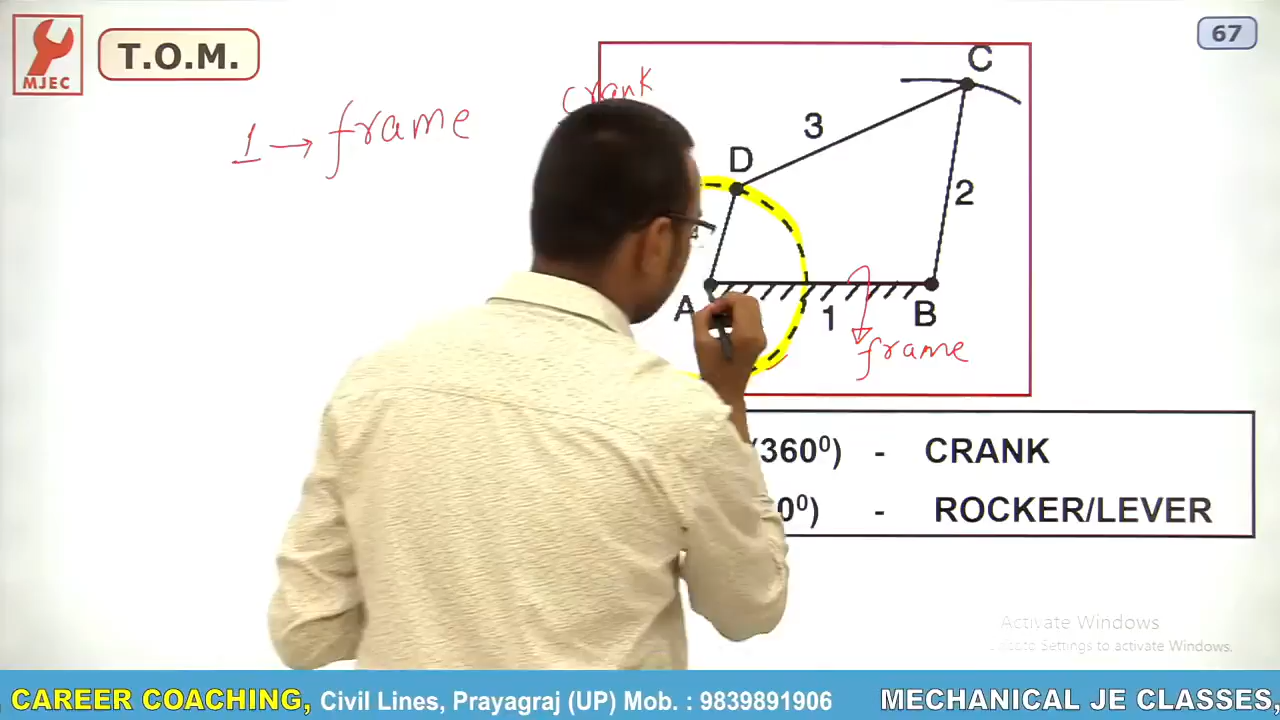 MJEC
T.O.M.
67
1 → frame
crank
C
3
D
2
A
1
B
frame
(360⁰) - CRANK
0⁰) - ROCKER/LEVER
Activate Windows
to Settings to activate Windows.
CAREER COACHING, Civil Lines, Prayagraj (UP) Mob. : 9839891906 MECHANICAL JE CLASSES,